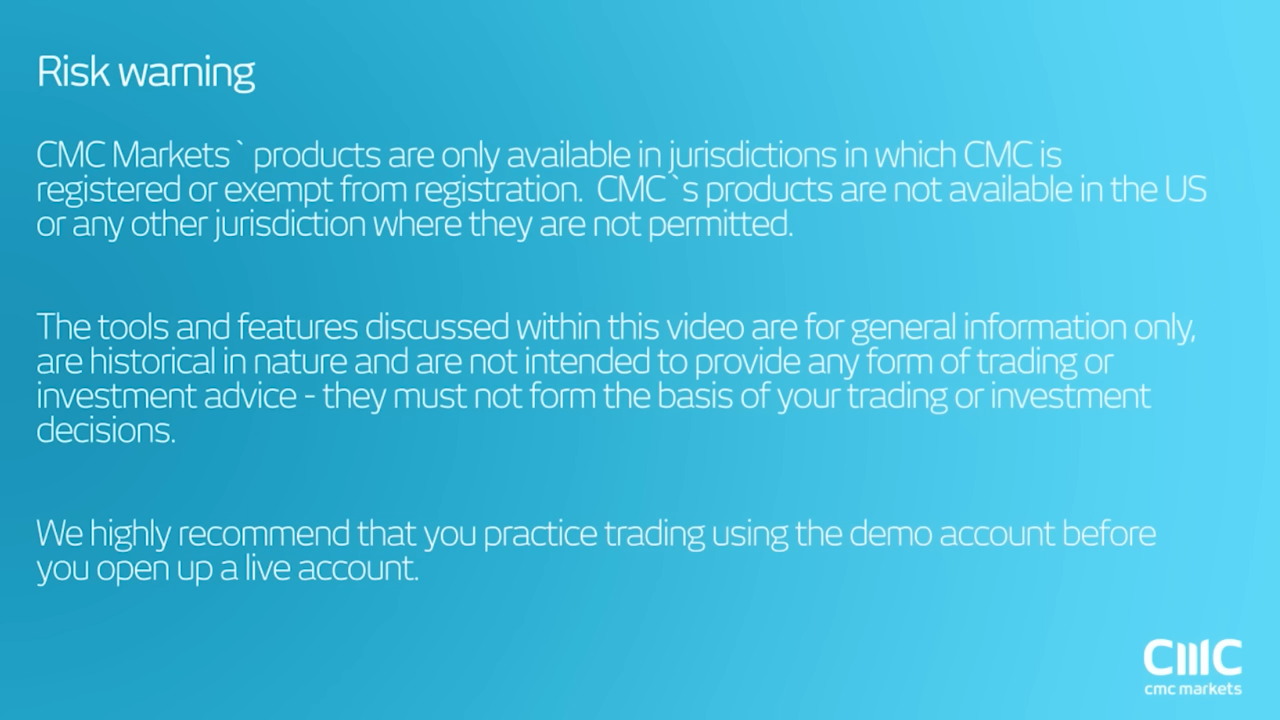 Risk warning
CMC Markets` products are only available in jurisdictions in which CMC is
registered or exempt from registration.  CMC`s products are not available in the US
or any other jurisdiction where they are not permitted.
The tools and features discussed within this video are for general information only,
are historical in nature and are not intended to provide any form of trading or
investment advice - they must not form the basis of your trading or investment
decisions.
We highly recommend that you practice trading using the demo account before
you open up a live account.
CMC
cmc markets